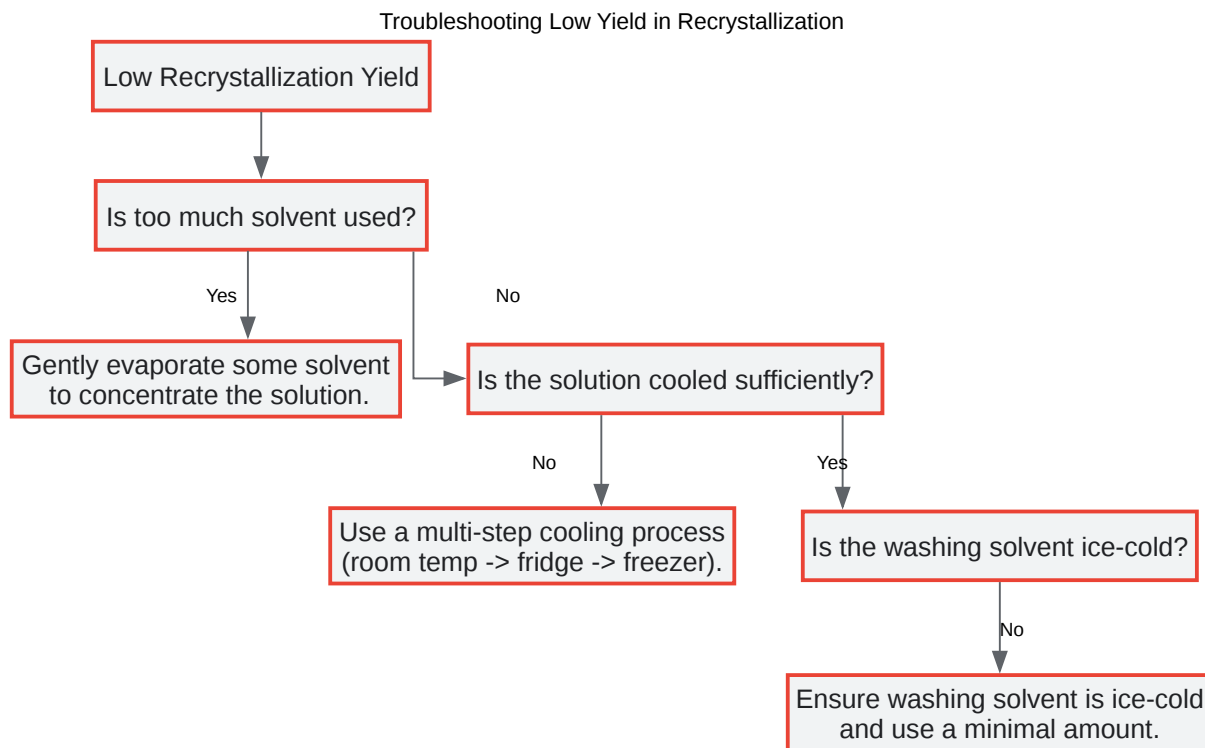 Troubleshooting Low Yield in Recrystallization
Low Recrystallization Yield
Is too much solvent used?
Yes
No
Gently evaporate some solvent
to concentrate the solution.
Is the solution cooled sufficiently?
No
Yes
Use a multi-step cooling process
(room temp -> fridge -> freezer).
Is the washing solvent ice-cold?
No
Ensure washing solvent is ice-cold
and use a minimal amount.